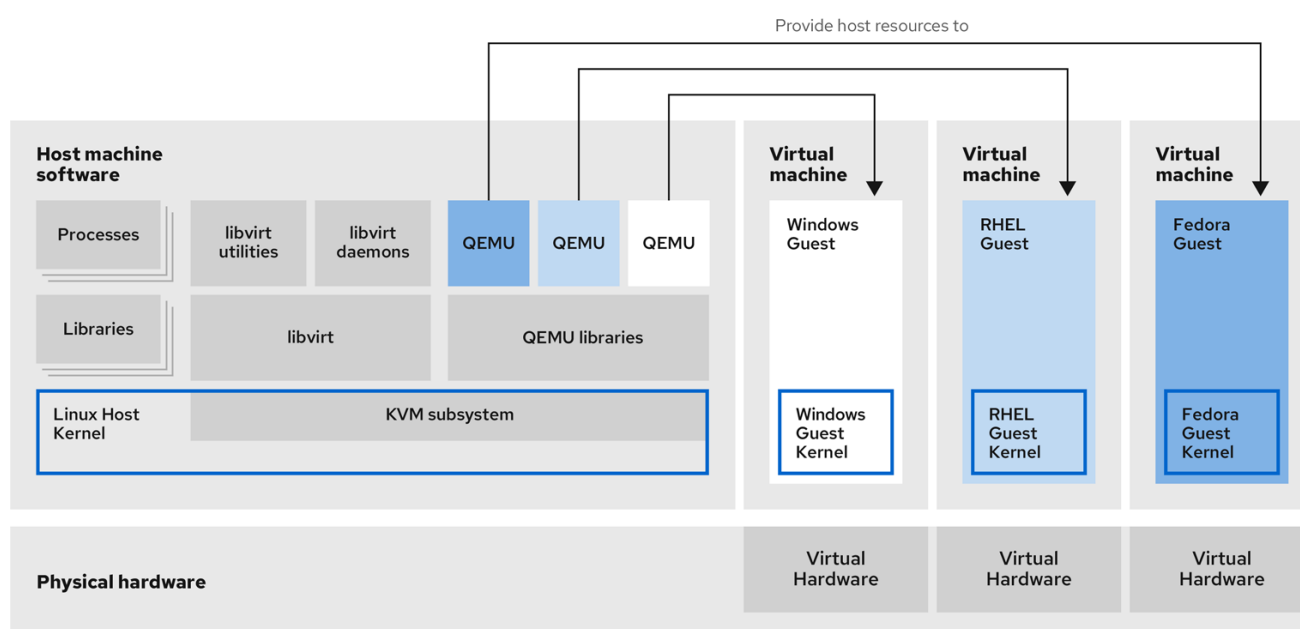 Provide host resources to
Host machine
software
Processes
libvirt
utilities
libvirt
daemons
QEMU
QEMU
QEMU
Libraries
libvirt
QEMU libraries
Linux Host
Kernel
KVM subsystem
Virtual
machine
Windows
Guest
Windows
Guest
Kernel
Virtual
machine
RHEL
Guest
RHEL
Guest
Kernel
Virtual
machine
Fedora
Guest
Fedora
Guest
Kernel
Physical hardware
Virtual
Hardware
Virtual
Hardware
Virtual
Hardware